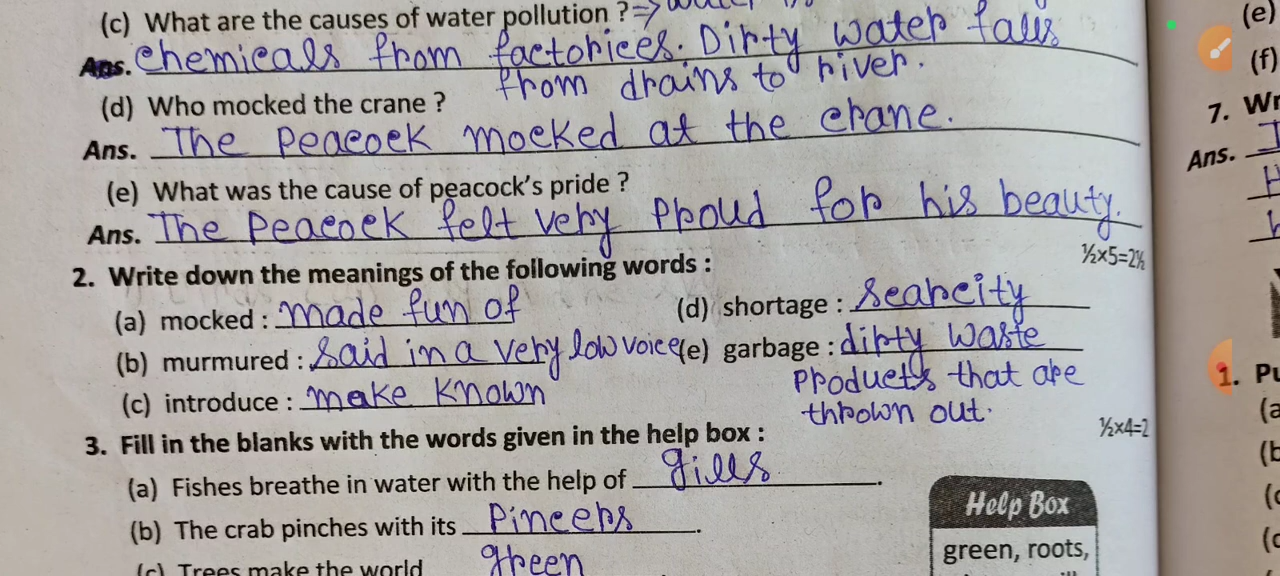 (c) What are the causes of water pollution ?⇒
Ans. chemicals from factoriees. Dirty water falls
from drains to river.
(d) Who mocked the crane ?
Ans. The Peacock mocked at the crane.
(e) What was the cause of peacock's pride ?
Ans. The Peacock felt very proud for his beauty.
½×5=2½
2. Write down the meanings of the following words :
(a) mocked : made fun of (d) shortage : Scarcity
(b) murmured : said in a very low voice (e) garbage : dirty waste
products that are
(c) introduce : make known
thrown out.
½×4=2
3. Fill in the blanks with the words given in the help box :
(a) Fishes breathe in water with the help of gills.
(b) The crab pinches with its Pincers.
(c) Trees make the world green
Help Box
green, roots,
(e)
(f)
7. Wr
Ans.
1. Pu
(a
(b
(c